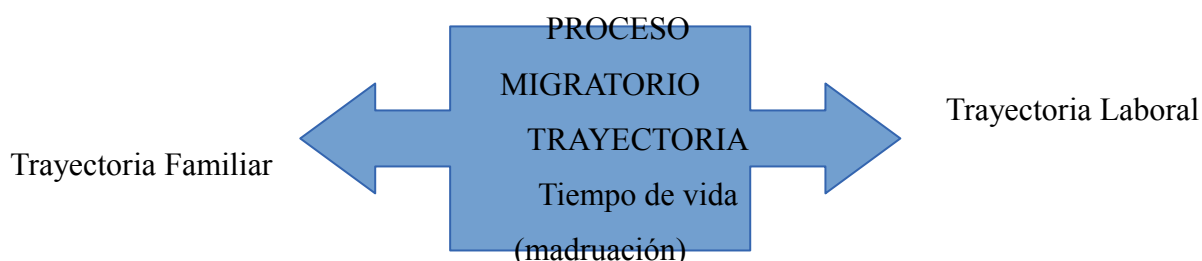 PROCESO
MIGRATORIO
TRAYECTORIA
Tiempo de vida
(madruación)
Trayectoria Familiar
Trayectoria Laboral